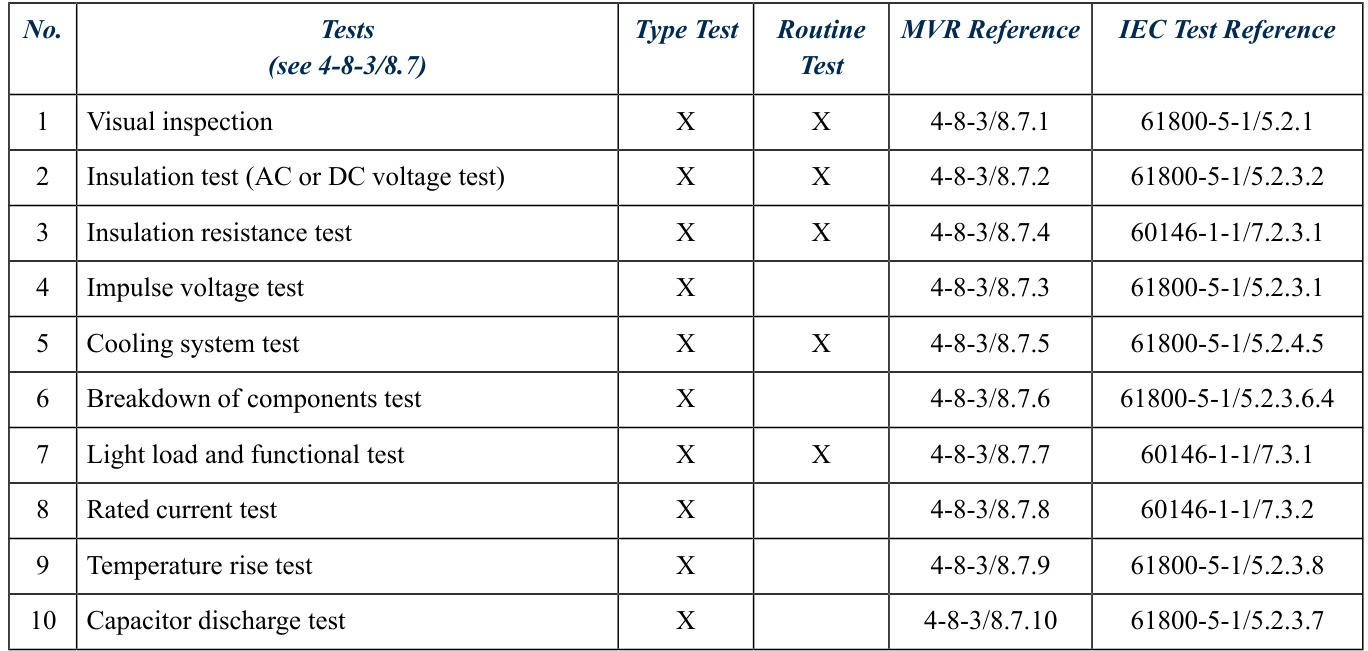 No. Tests Type Test Routine MVR Reference IEC Test Reference
(see 4-8-3/8.7) Test
1 Visual inspection X X 4-8-3/8.7.1 61800-5-1/5.2.1
2 Insulation test (AC or DC voltage test) X X 4-8-3/8.7.2 61800-5-1/5.2.3.2
3 Insulation resistance test X X 4-8-3/8.7.4 60146-1-1/7.2.3.1
4 Impulse voltage test X 4-8-3/8.7.3 61800-5-1/5.2.3.1
5 Cooling system test X X 4-8-3/8.7.5 61800-5-1/5.2.4.5
6 Breakdown of components test X 4-8-3/8.7.6 61800-5-1/5.2.3.6.4
7 Light load and functional test X X 4-8-3/8.7.7 60146-1-1/7.3.1
8 Rated current test X 4-8-3/8.7.8 60146-1-1/7.3.2
9 Temperature rise test X 4-8-3/8.7.9 61800-5-1/5.2.3.8
10 Capacitor discharge test X 4-8-3/8.7.10 61800-5-1/5.2.3.7